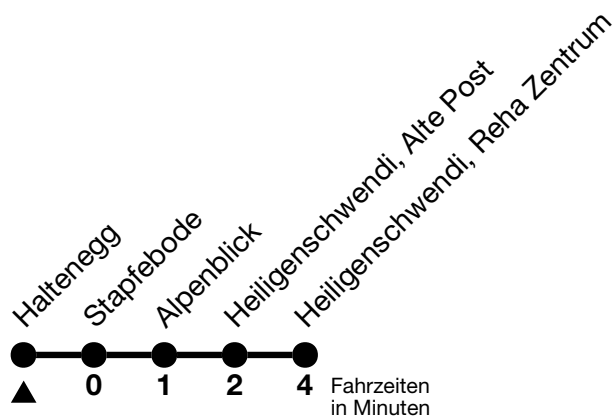 Haltenegg
Stapfebode
Alpenblick
Heiligenschwendi, Alte Post
Heiligenschwendi, Reha Zentrum
0 1 2 4 Fahrzeiten
in Minuten